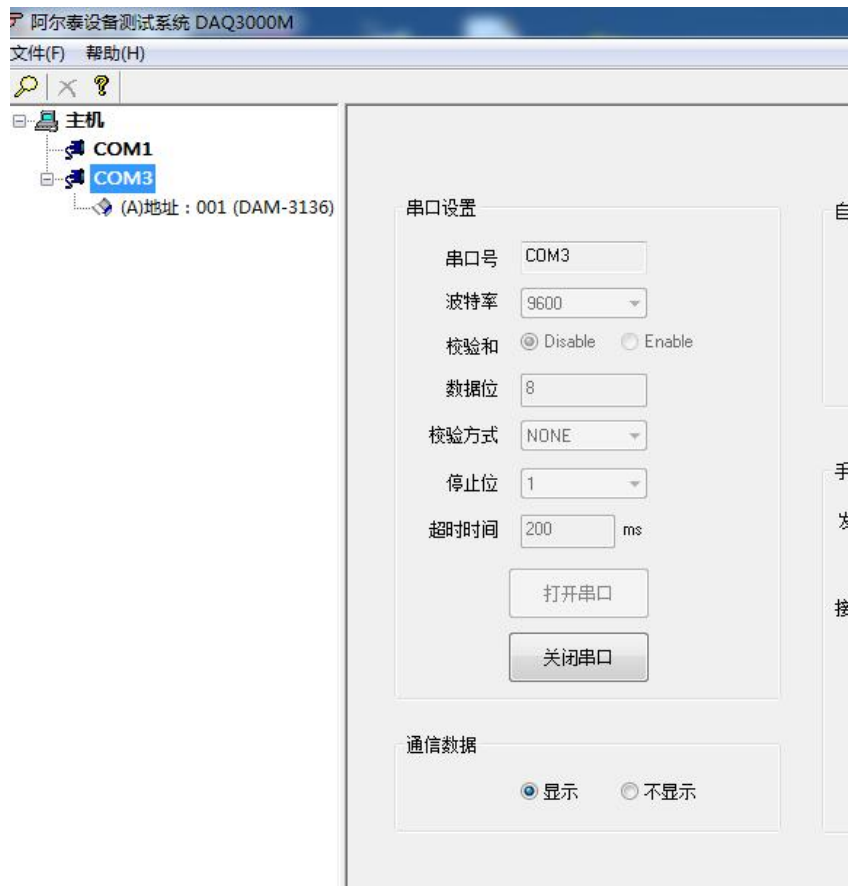 阿尔泰设备测试系统 DAQ3000M
文件(F) 帮助(H)
主机
COM1
COM3
(A)地址：001 (DAM-3136)
串口设置
串口号 COM3
波特率 9600
校验和 Disable Enable
数据位 8
校验方式 NONE
停止位 1
超时时间 200 ms
打开串口
关闭串口
通信数据
显示 不显示
自
手
发
接